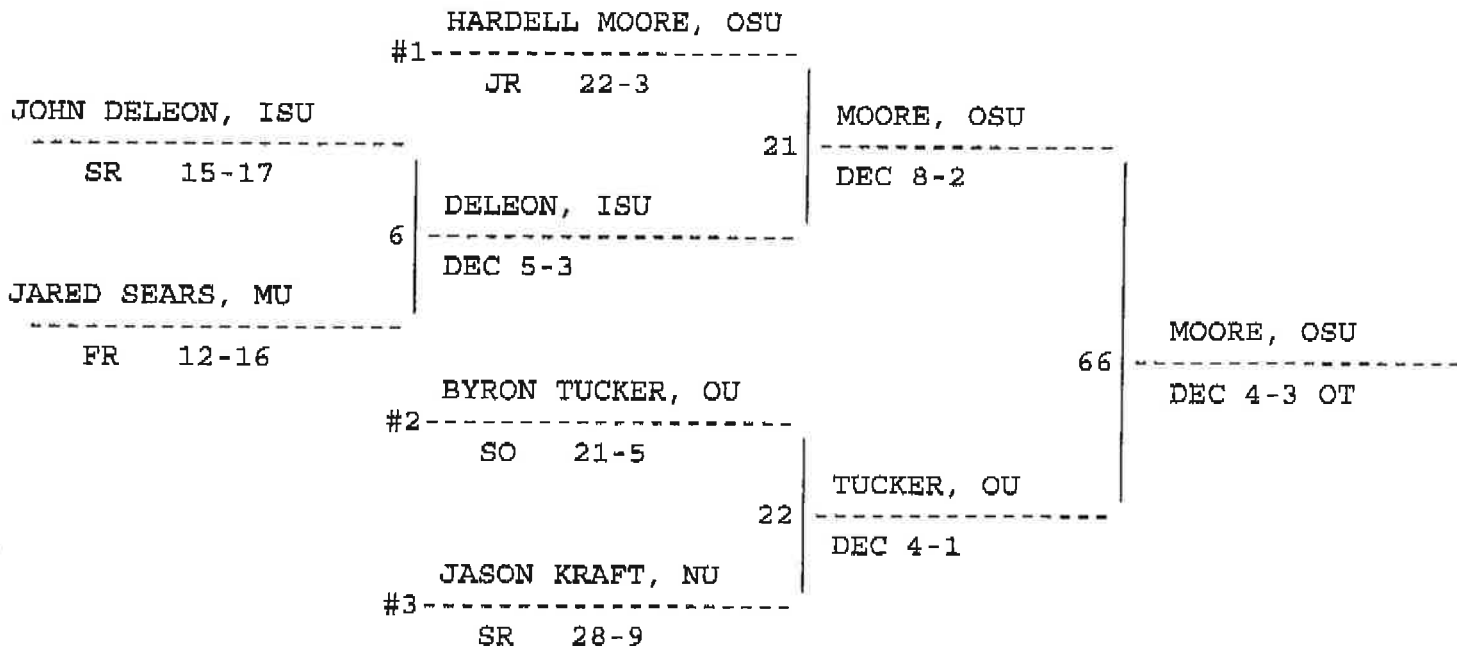 HARDELL MOORE, OSU
#1
JR 22-3
JOHN DELEON, ISU
MOORE, OSU
21
SR 15-17
DEC 8-2
DELEON, ISU
6
DEC 5-3
JARED SEARS, MU
MOORE, OSU
FR 12-16
66
BYRON TUCKER, OU
DEC 4-3 OT
#2
SO 21-5
TUCKER, OU
22
DEC 4-1
JASON KRAFT, NU
#3
SR 28-9